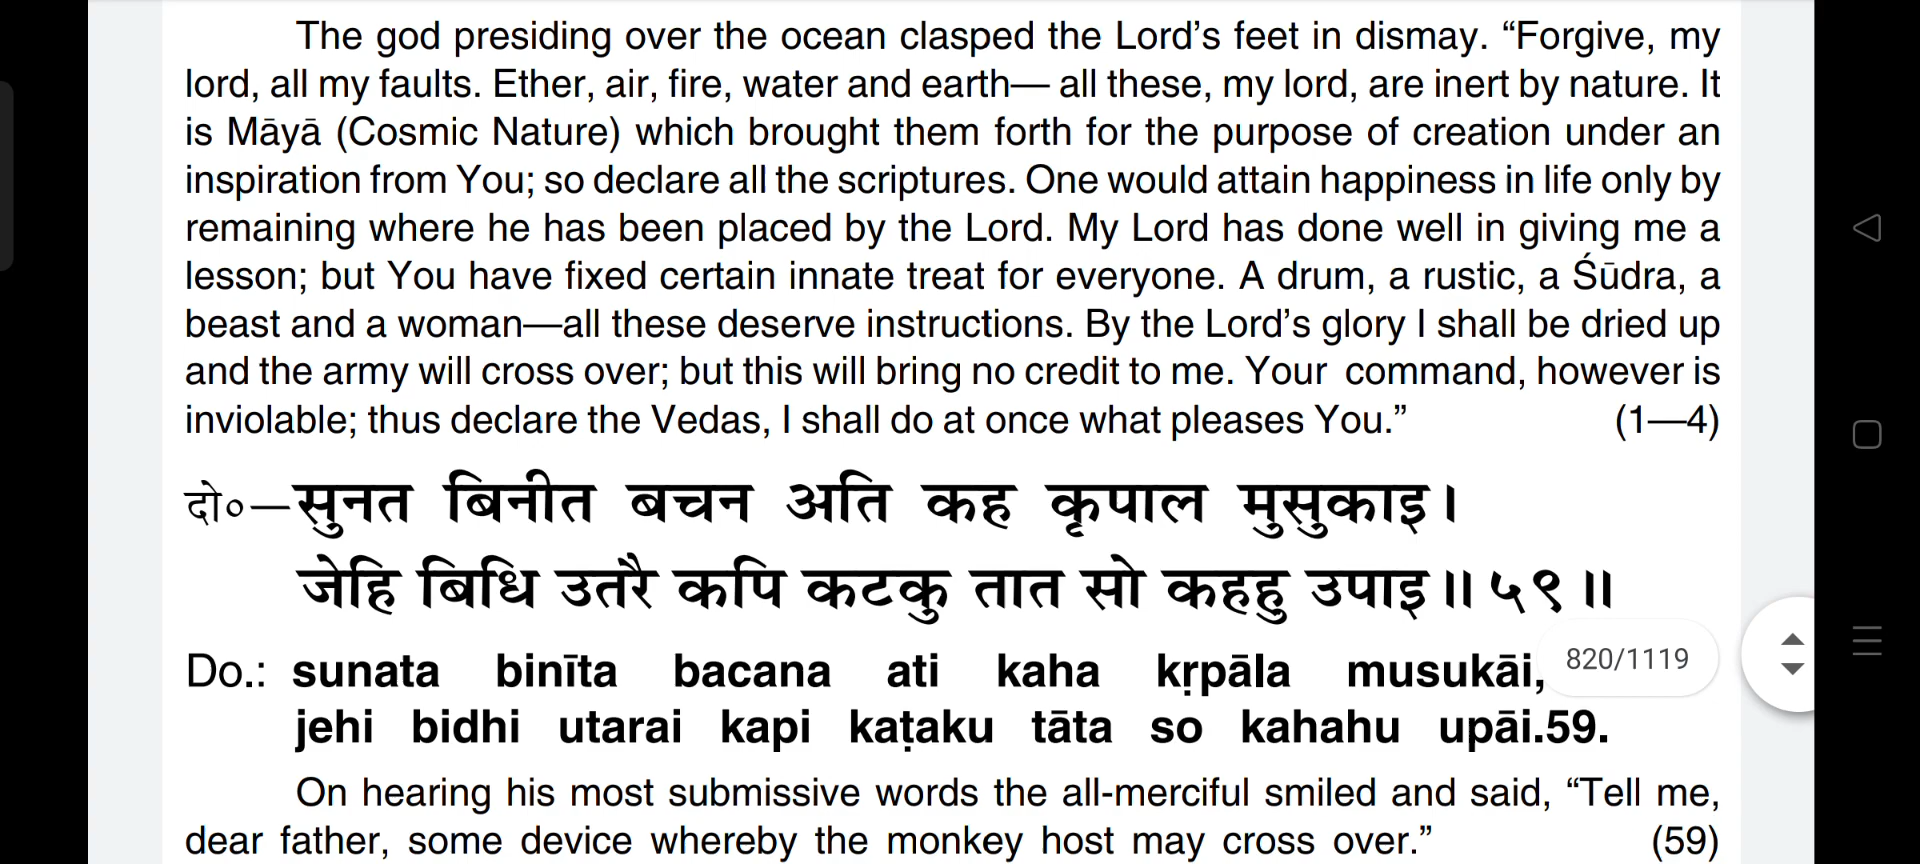 The god presiding over the ocean clasped the Lord’s feet in dismay. “Forgive, my
lord, all my faults. Ether, air, fire, water and earth— all these, my lord, are inert by nature. It
is Māyā (Cosmic Nature) which brought them forth for the purpose of creation under an
inspiration from You; so declare all the scriptures. One would attain happiness in life only by
remaining where he has been placed by the Lord. My Lord has done well in giving me a
lesson; but You have fixed certain innate treat for everyone. A drum, a rustic, a Śūdra, a
beast and a woman—all these deserve instructions. By the Lord’s glory I shall be dried up
and the army will cross over; but this will bring no credit to me. Your command, however is
inviolable; thus declare the Vedas, I shall do at once what pleases You.” (1—4)
दो०—सुनत बिनीत बचन अति कह कृपाल मुसुकाइ।
जेहि बिधि उतरै कपि कटकु तात सो कहहु उपाइ॥ ५९॥
Do.: sunata binīta bacana ati kaha kṛpāla musukāi,
820/1119
jehi bidhi utarai kapi kaṭaku tāta so kahahu upāi.59.
On hearing his most submissive words the all-merciful smiled and said, “Tell me,
dear father, some device whereby the monkey host may cross over.” (59)